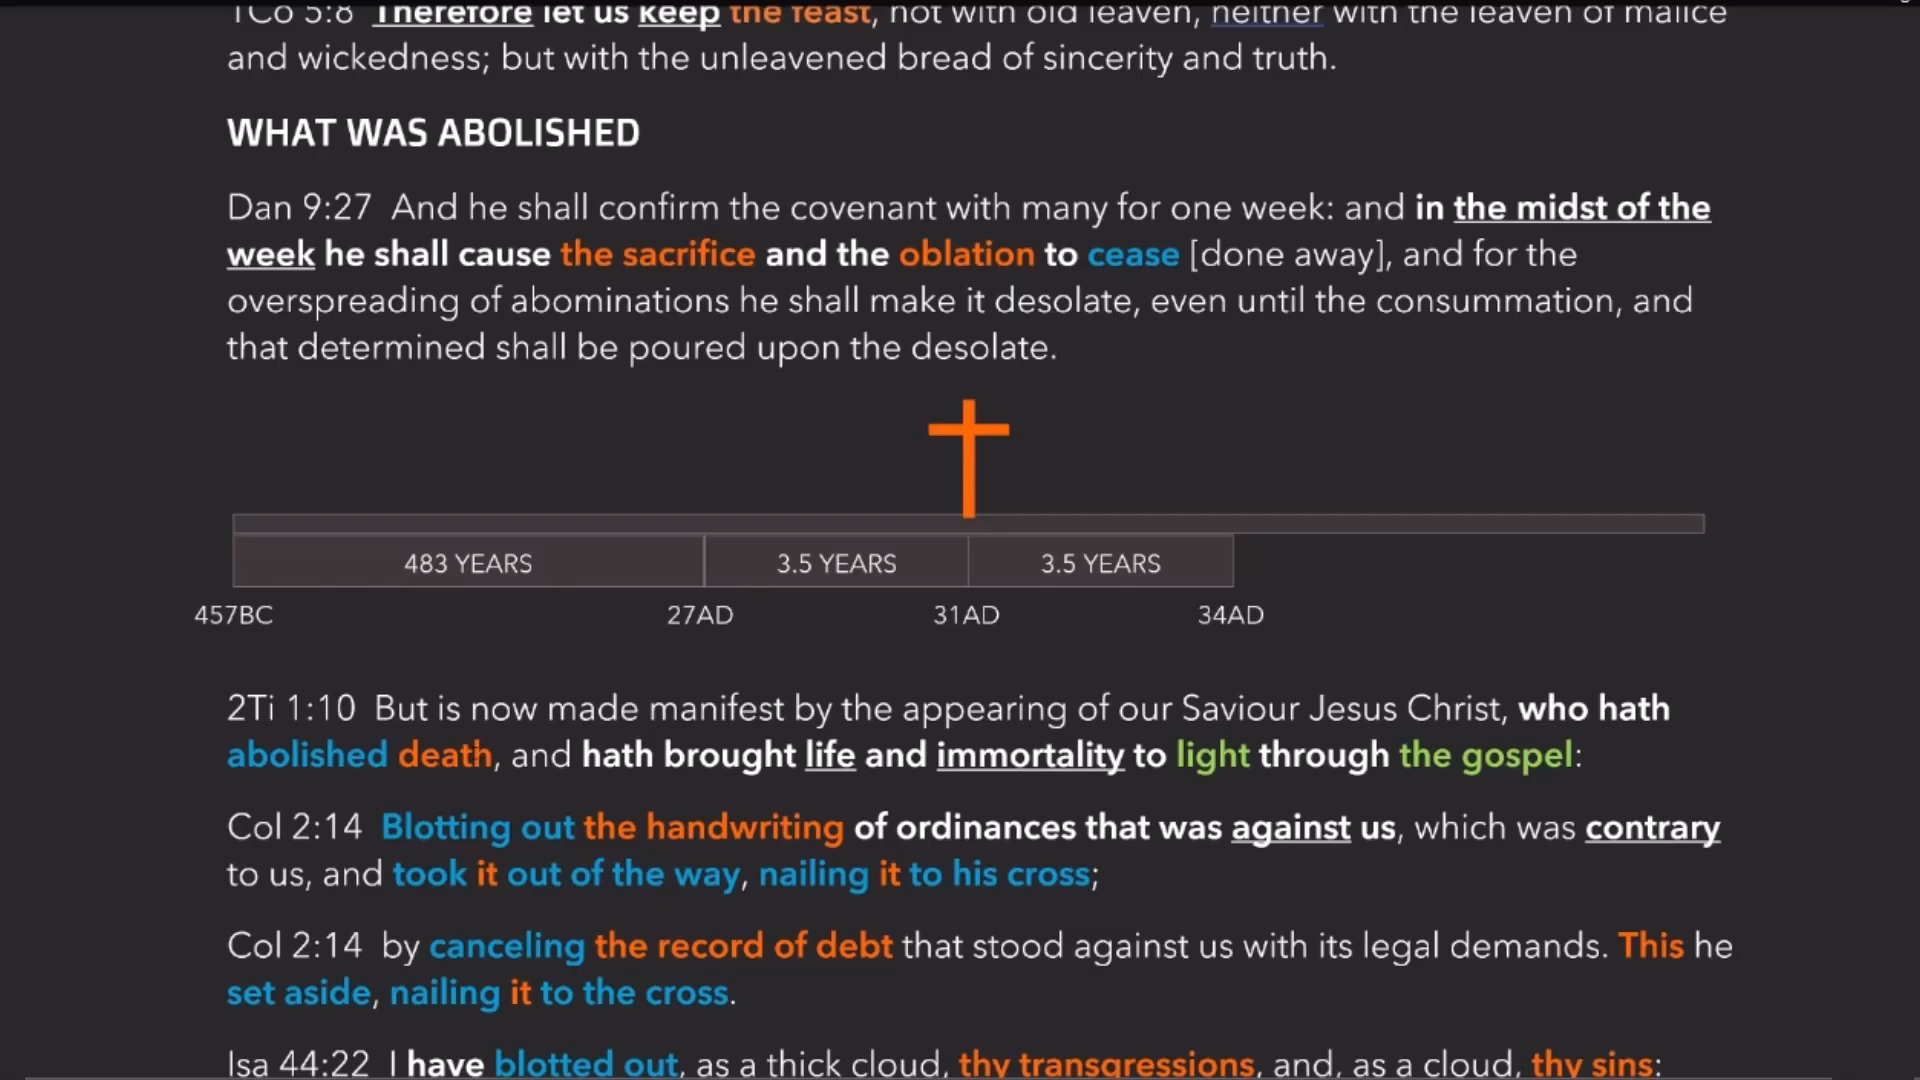 1Co 5:8 Therefore let us keep the feast, not with old leaven, neither with the leaven of malice
and wickedness; but with the unleavened bread of sincerity and truth.
WHAT WAS ABOLISHED
Dan 9:27 And he shall confirm the covenant with many for one week: and in the midst of the
week he shall cause the sacrifice and the oblation to cease [done away], and for the
overspreading of abominations he shall make it desolate, even until the consummation, and
that determined shall be poured upon the desolate.
483 YEARS 3.5 YEARS 3.5 YEARS
457BC 27AD 31AD 34AD
2Ti 1:10 But is now made manifest by the appearing of our Saviour Jesus Christ, who hath
abolished death, and hath brought life and immortality to light through the gospel:
Col 2:14 Blotting out the handwriting of ordinances that was against us, which was contrary
to us, and took it out of the way, nailing it to his cross;
Col 2:14 by canceling the record of debt that stood against us with its legal demands. This he
set aside, nailing it to the cross.
Isa 44:22 I have blotted out, as a thick cloud, thy transgressions, and, as a cloud, thy sins: